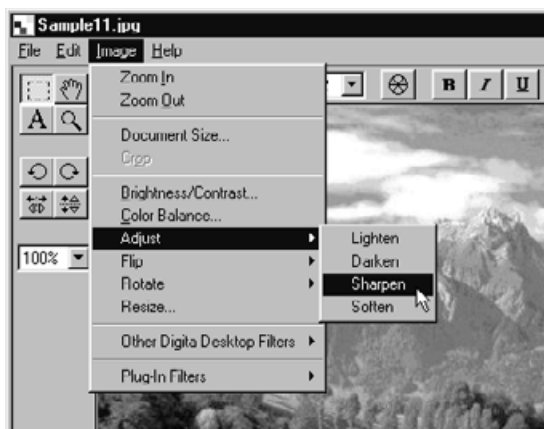 Sample11.jpg
File Edit Image Help
Zoom In
Zoom Out
B I U
A
Document Size...
Crop
Brightness/Contrast...
Color Balance...
Adjust
Lighten
100%
Flip
Darken
Rotate
Sharpen
Resize...
Soften
Other Digita Desktop Filters
Plug-In Filters